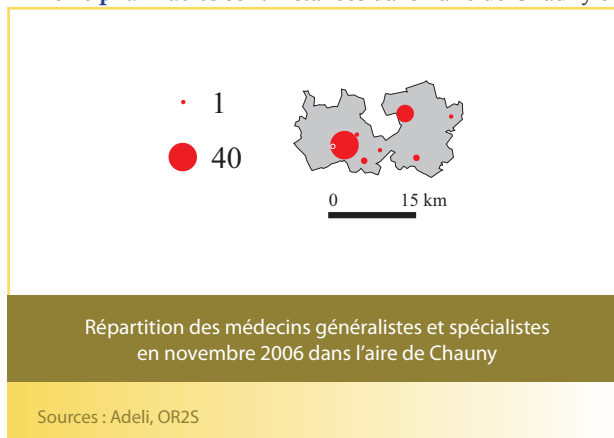 1
40
0 15 km
Répartition des médecins généralistes et spécialistes
en novembre 2006 dans l'aire de Chauny
Sources : Adeli, OR2S